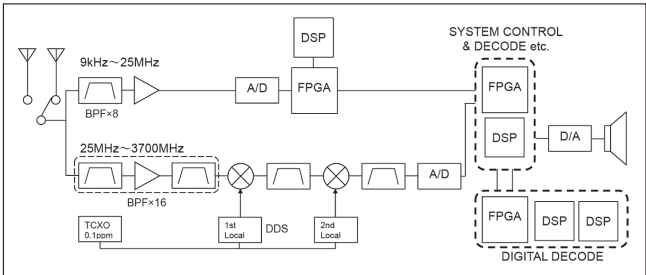 SYSTEM CONTROL
& DECODE etc.
DSP
9kHz～25MHz
FPGA
A/D
FPGA
BPF×8
DSP
D/A
25MHz～3700MHz
A/D
BPF×16
TCXO
0.1ppm
1st
Local
DDS
2nd
Local
FPGA
DSP
DSP
DIGITAL DECODE